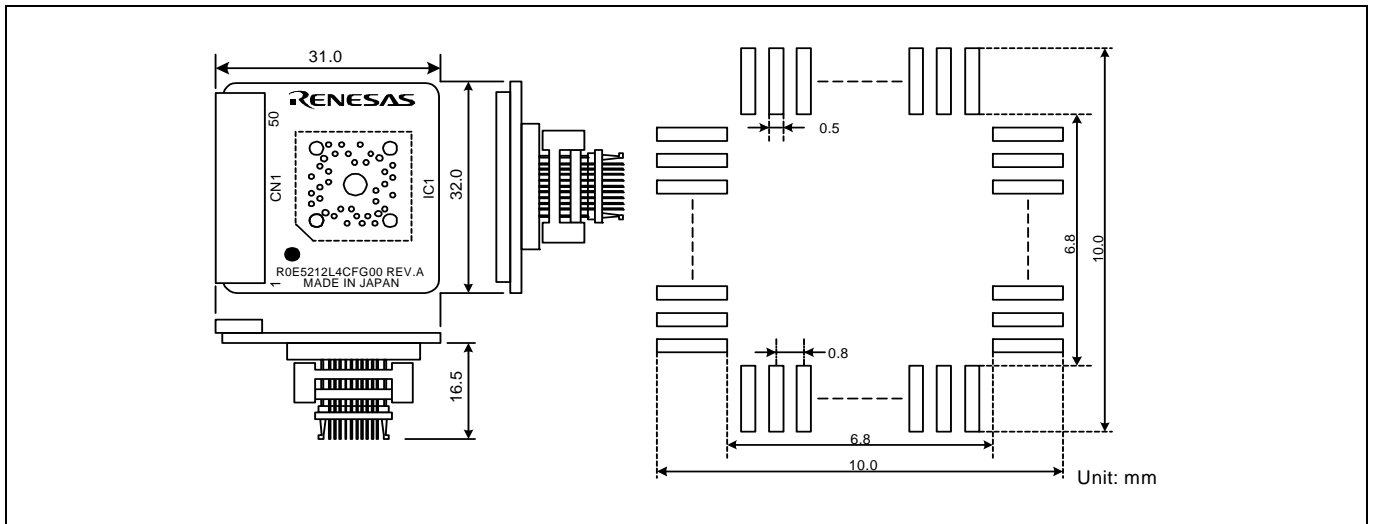 31.0
RENESAS
50
CN1
IC1
1
R0E5212L4CFG00 REV.A
MADE IN JAPAN
32.0
16.5
0.5
6.8
10.0
0.8
6.8
10.0
Unit: mm